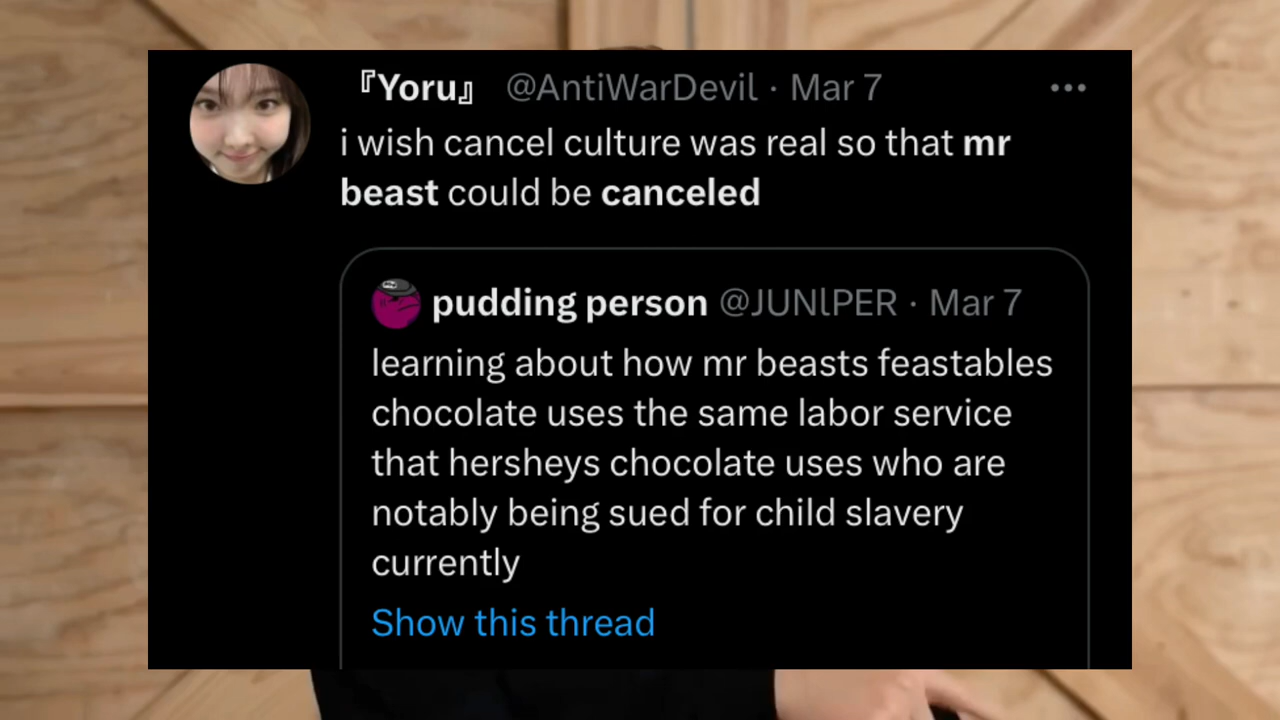 『Yoru』 @AntiWarDevil · Mar 7
i wish cancel culture was real so that mr
beast could be canceled
pudding person @JUNlPER · Mar 7
learning about how mr beasts feastables
chocolate uses the same labor service
that hersheys chocolate uses who are
notably being sued for child slavery
currently
Show this thread